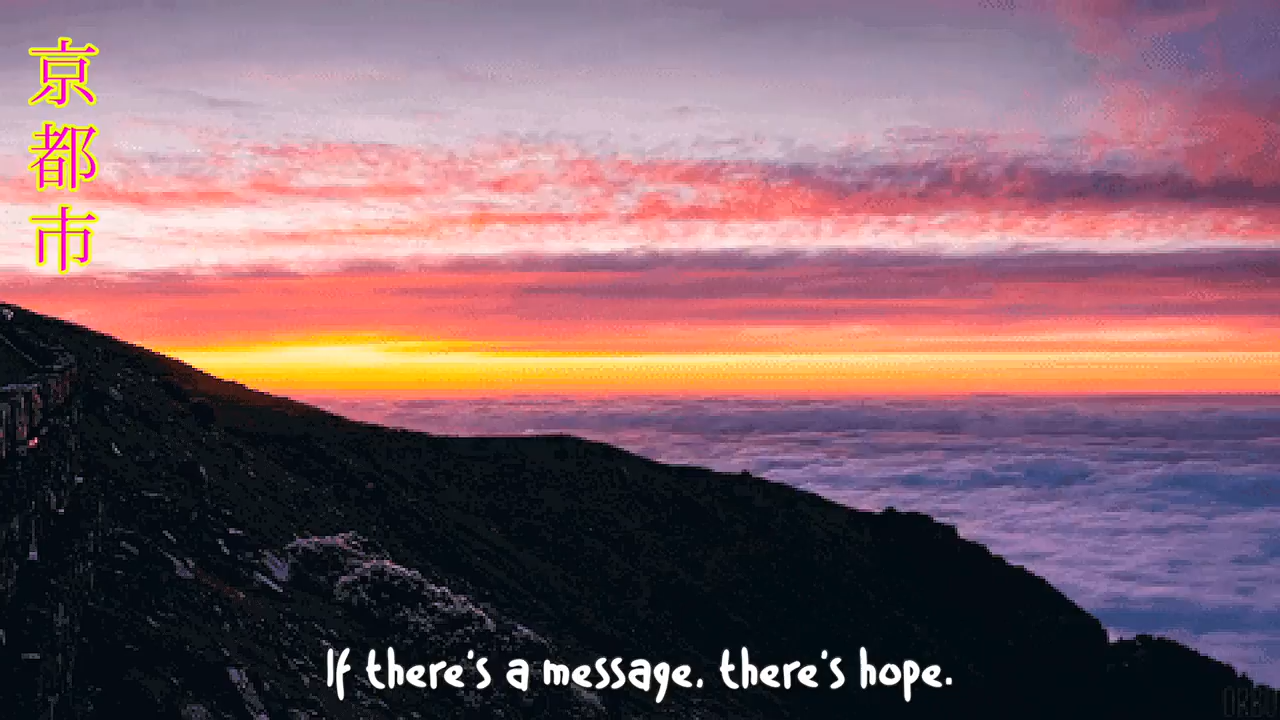 京都市
If there's a message, there's hope.